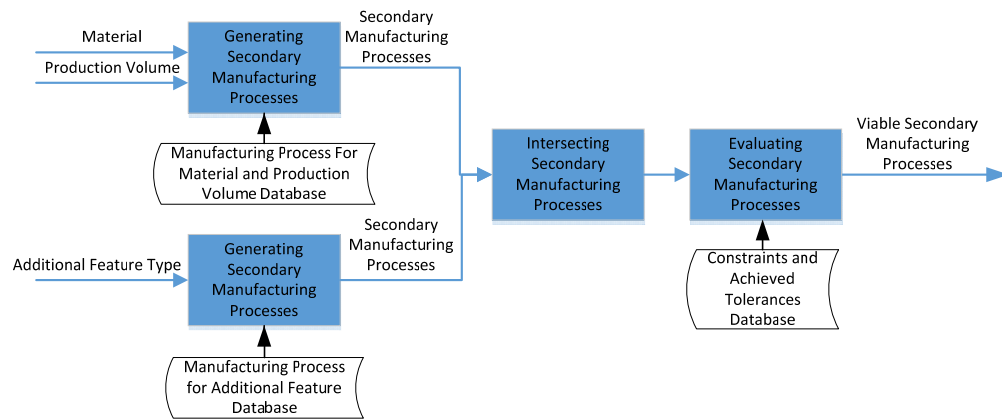 Material
Production Volume
Generating
Secondary
Manufacturing
Processes
Secondary
Manufacturing
Processes
Manufacturing Process For
Material and Production
Volume Database
Additional Feature Type
Generating
Secondary
Manufacturing
Processes
Secondary
Manufacturing
Processes
Manufacturing Process
for Additional Feature
Database
Intersecting
Secondary
Manufacturing
Processes
Evaluating
Secondary
Manufacturing
Processes
Constraints and
Achieved
Tolerances
Database
Viable Secondary
Manufacturing
Processes